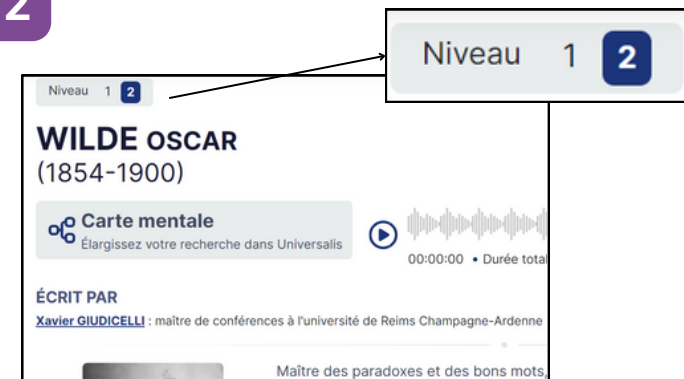 2
Niveau 1 2
Niveau 1 2
WILDE OSCAR
(1854-1900)
Carte mentale
Élargissez votre recherche dans Universalis
00:00:00 • Durée total
ÉCRIT PAR
Xavier GIUDICELLI : maître de conférences à l'université de Reims Champagne-Ardenne
Maître des paradoxes et des bons mots,